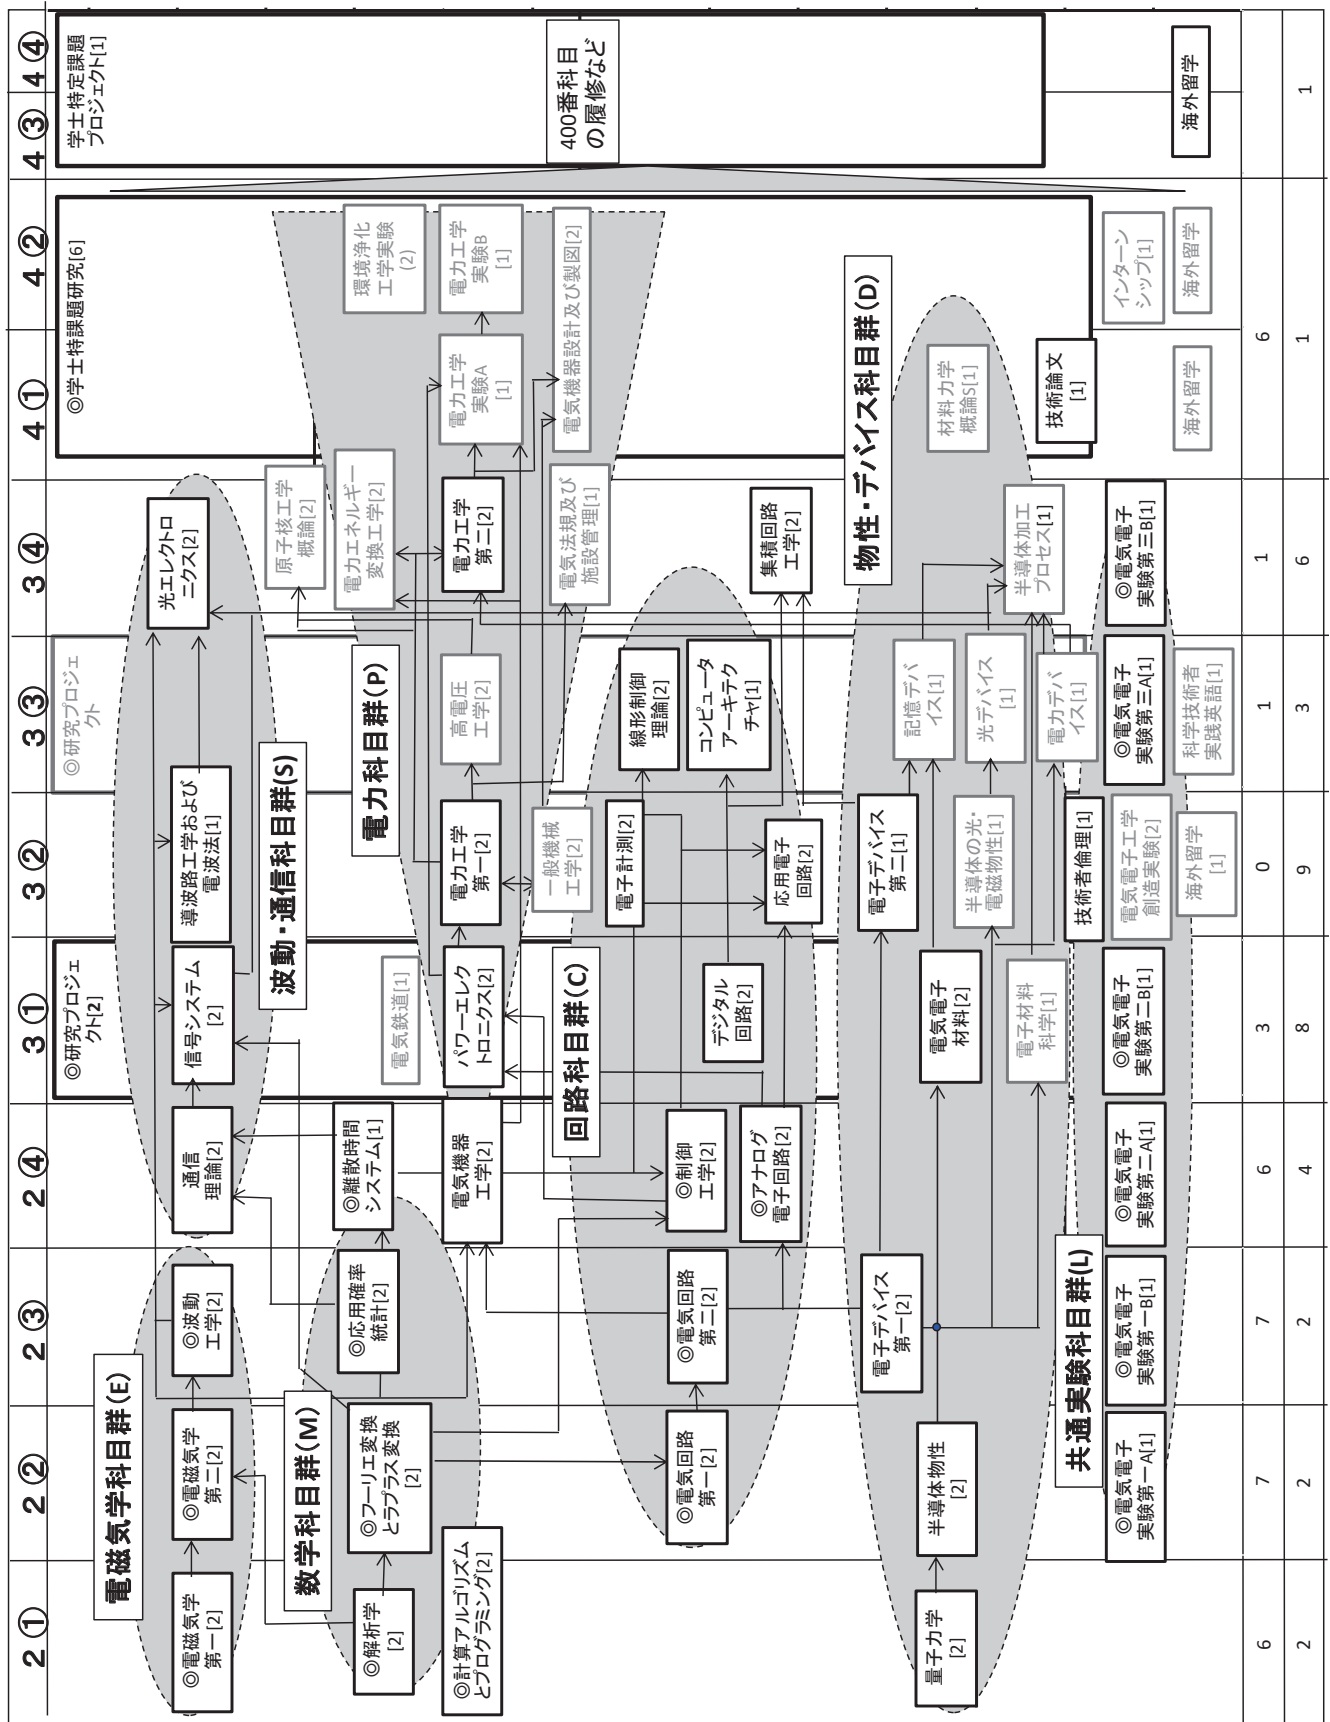 2①
2②
2③
2④
3①
3②
3③
3④
4①
4②
4③
4④
電磁気学科目群(E)
◎電磁気学
第一[2]
◎電磁気学
第二[2]
◎波動
工学[2]
数学科目群(M)
◎解析学
[2]
◎フーリエ変換
とラプラス変換
[2]
◎応用確率
統計[2]
◎離散時間
システム[1]
◎計算アルゴリズム
とプログラミング[2]
波動・通信科目群(S)
通信
理論[2]
信号システム
[2]
導波路工学および
電波法[1]
光エレクトロ
ニクス[2]
◎研究プロジェ
クト[2]
◎研究プロジェ
クト
◎学士特課題研究[6]
学士特定課題
プロジェクト[1]
400番科目
の履修など
電力科目群(P)
電気機器
工学[2]
電気鉄道[1]
パワーエレク
トロニクス[2]
電力工学
第一[2]
一般機械
工学[2]
高電圧
工学[2]
原子核工学
概論[2]
電力エネルギー
変換工学[2]
電力工学
第二[2]
電気法規及び
施設管理[1]
電力工学
実験A
[1]
環境浄化
工学実験
(2)
電力工学
実験B
[1]
電気機器設計及び製図[2]
回路科目群(C)
◎電気回路
第一[2]
◎電気回路
第二[2]
◎制御
工学[2]
◎アナログ
電子回路[2]
デジタル
回路[2]
電子計測[2]
応用電子
回路[2]
線形制御
理論[2]
コンピュータ
アーキテク
チャ[1]
集積回路
工学[2]
物性・デバイス科目群(D)
量子力学
[2]
半導体物性
[2]
電子デバイス
第一[2]
電気電子
材料[2]
電子材料
科学[1]
電子デバイス
第二[1]
半導体の光・
電磁物性[1]
記憶デバ
イス[1]
光デバイス
[1]
電力デバ
イス[1]
半導体加工
プロセス[1]
材料力学
概論S[1]
技術者倫理[1]
技術論文
[1]
共通実験科目群(L)
◎電気電子
実験第一A[1]
◎電気電子
実験第一B[1]
◎電気電子
実験第二A[1]
◎電気電子
実験第二B[1]
電気電子工学
創造実験[2]
◎電気電子
実験第三A[1]
◎電気電子
実験第三B[1]
海外留学
[1]
科学技術者
実践英語[1]
海外留学
インターン
シップ[1]
海外留学
海外留学
6
7
7
6
3
0
1
1
6
2
2
2
4
8
9
3
6
1
1